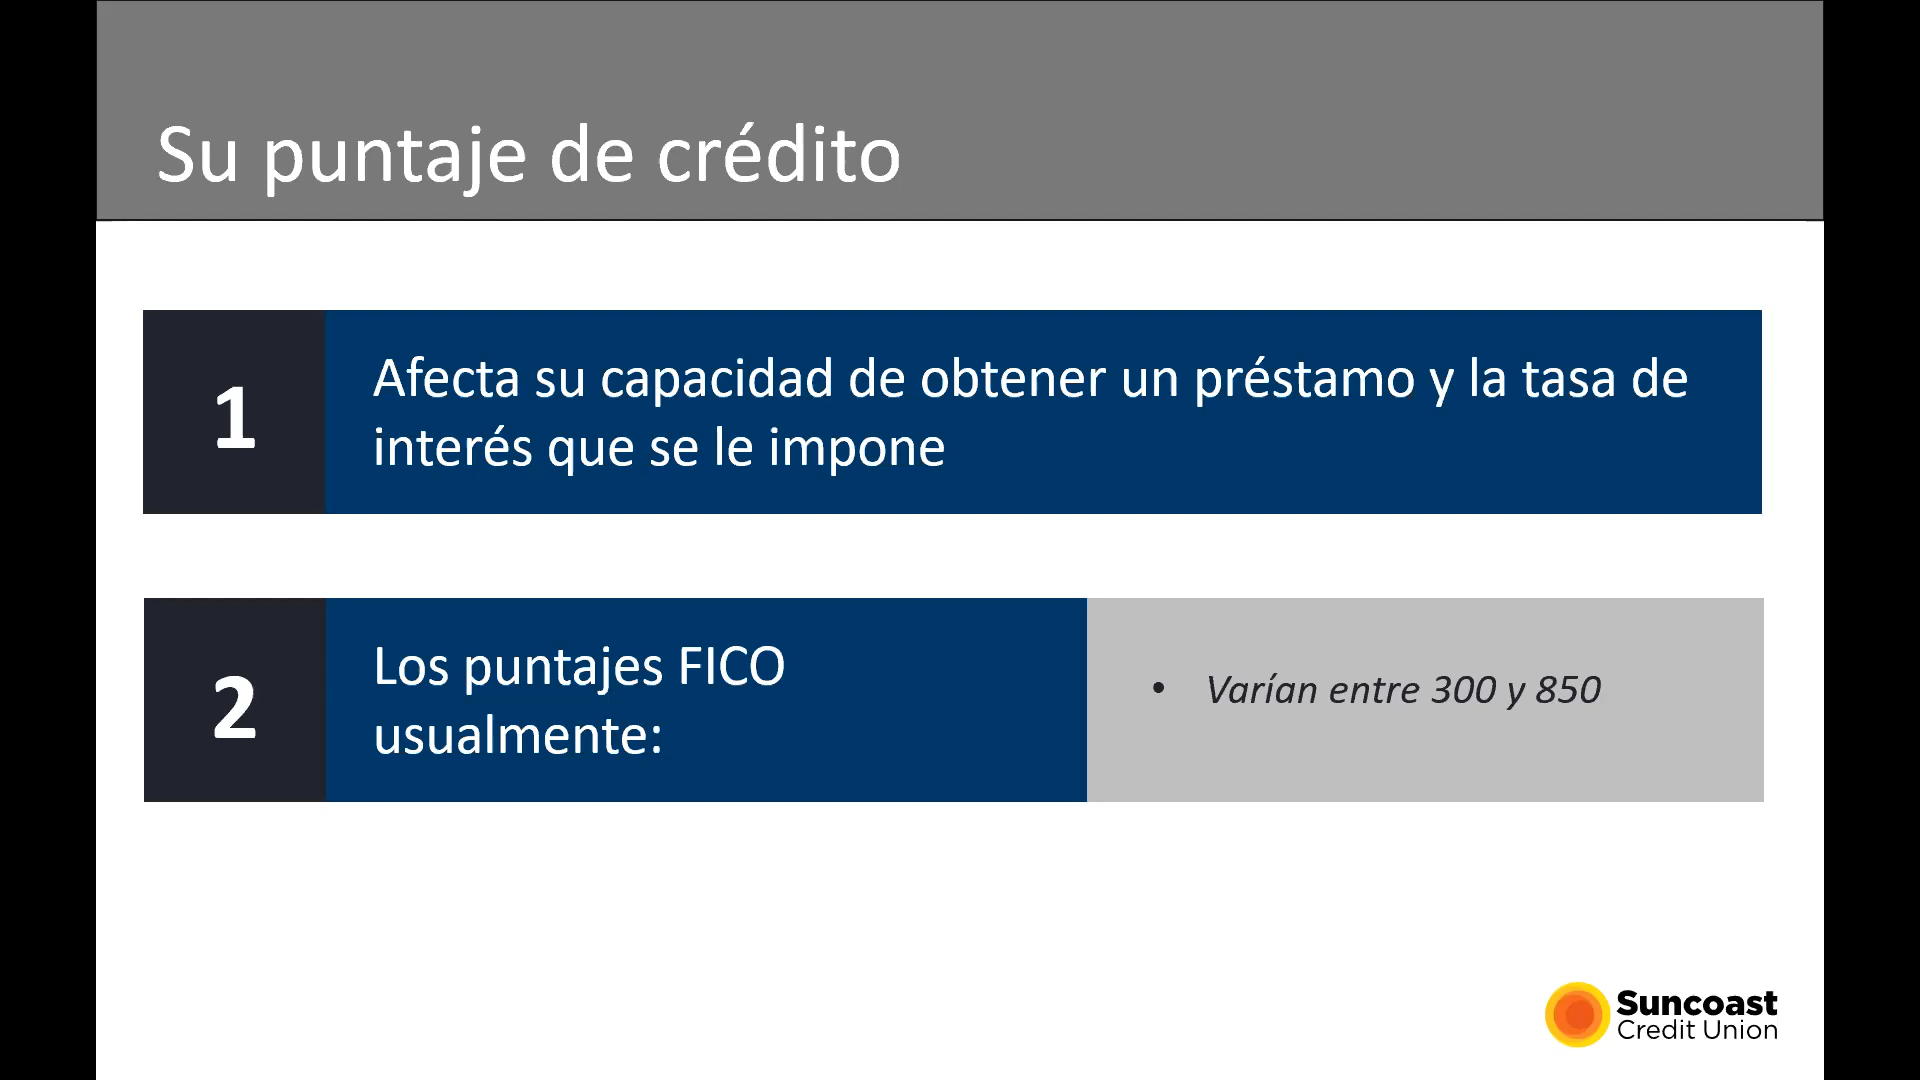 Su puntaje de crédito
1
Afecta su capacidad de obtener un préstamo y la tasa de
interés que se le impone
2
Los puntajes FICO
usualmente:
• Varían entre 300 y 850
Suncoast
Credit Union